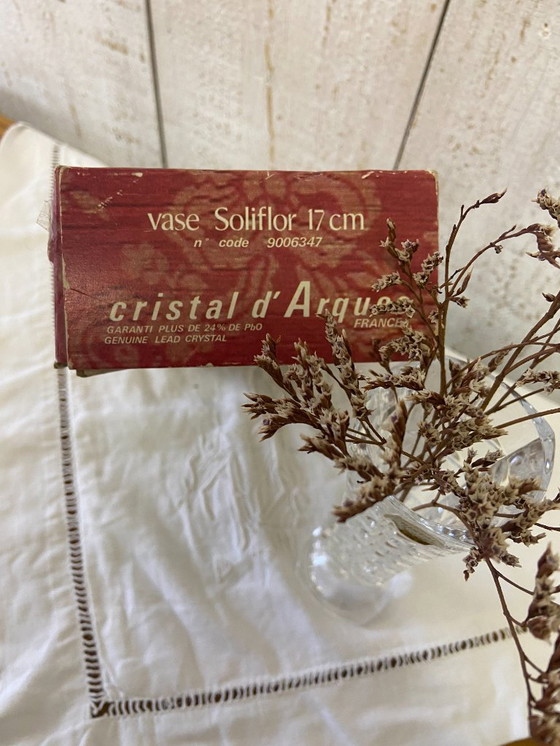 vase Soliflor 17 cm
n° code 9006347
cristal d'Arques
FRANCE
GARANTI PLUS DE 24% DE PbO
GENUINE LEAD CRYSTAL